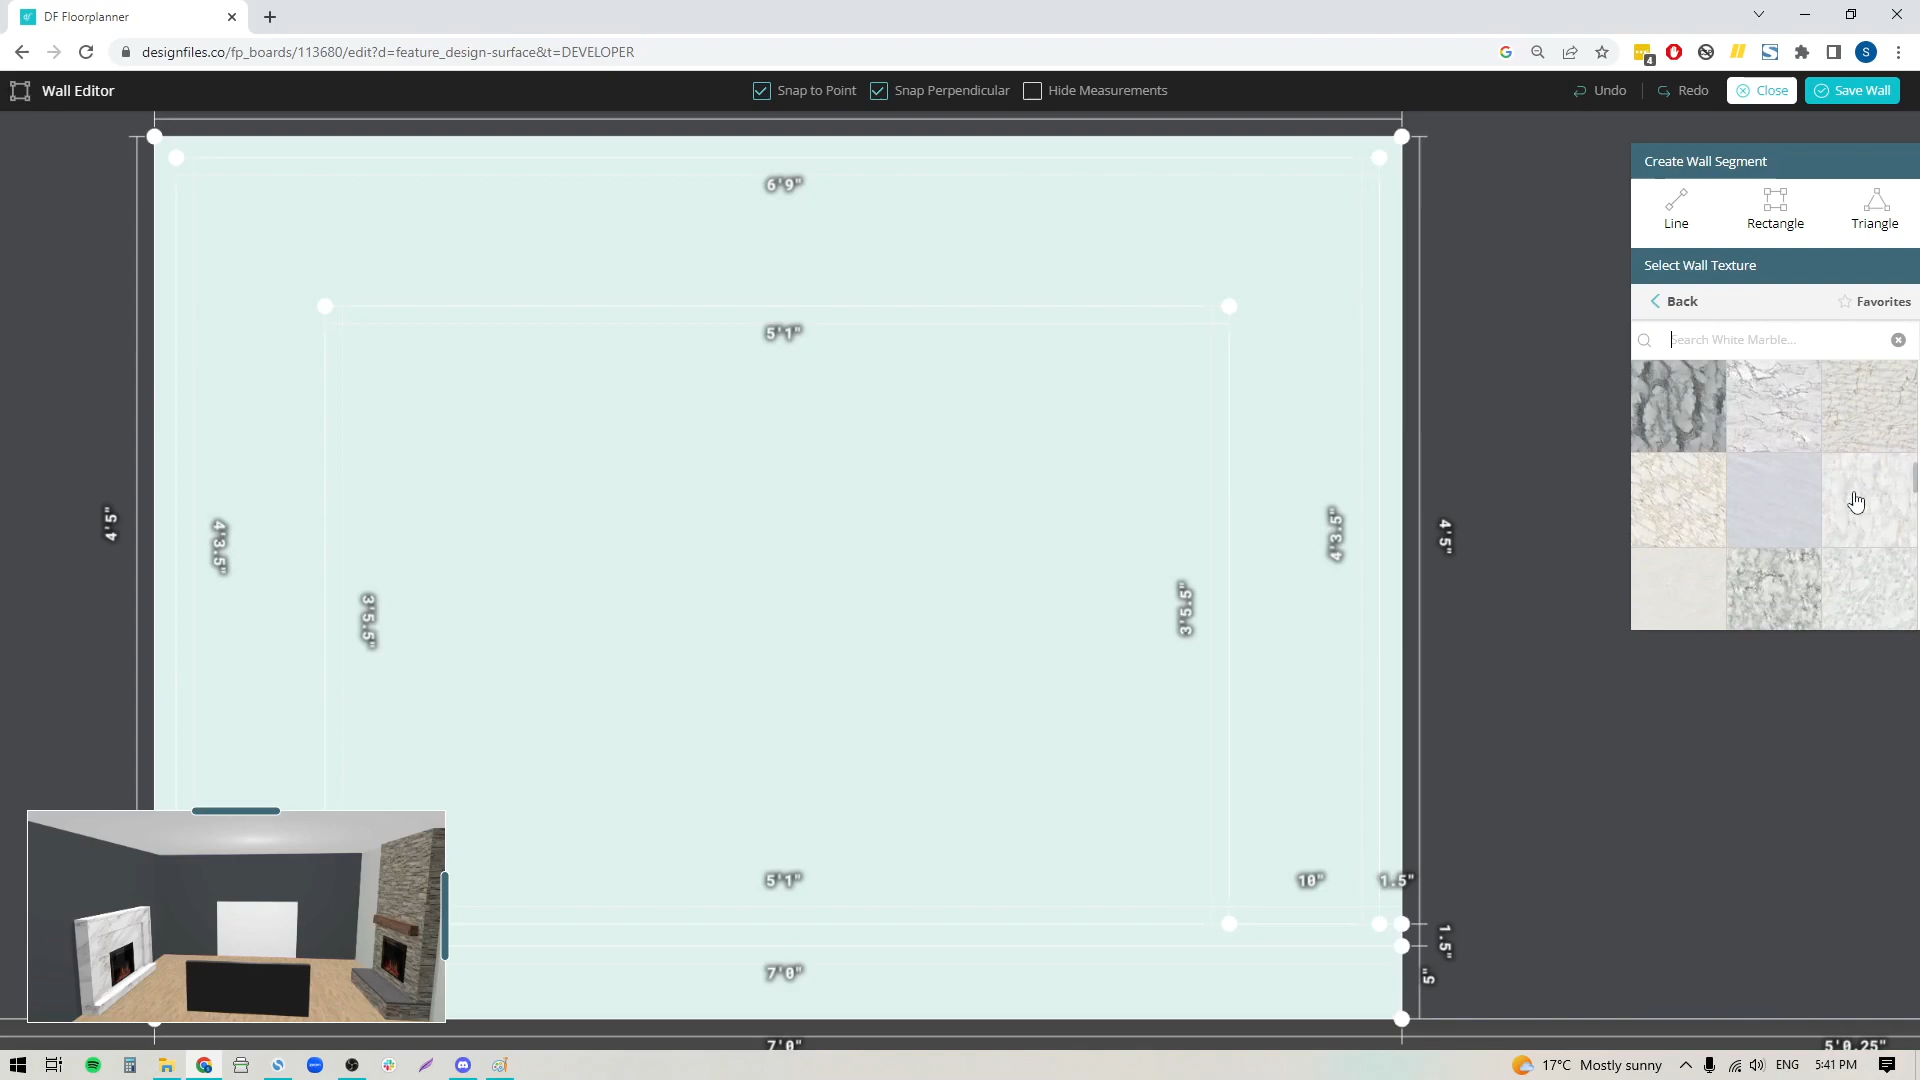 DF Floorplanner
designfiles.co/fp_boards/113680/edit?d=feature_design-surface&t=DEVELOPER
4
S
Wall Editor
Snap to Point
Snap Perpendicular
Hide Measurements
Undo
Redo
Close
Save Wall
Create Wall Segment
Line
Rectangle
Triangle
Select Wall Texture
Back
Favorites
Search White Marble...
6'9"
5'1"
4'5"
4'3.5"
3'5.5"
3'5.5"
4'3.5"
4'5"
5'1"
10"
1.5"
1.5"
7'0"
5"
7'0"
5'0.25"
17°C Mostly sunny
ENG
5:41 PM